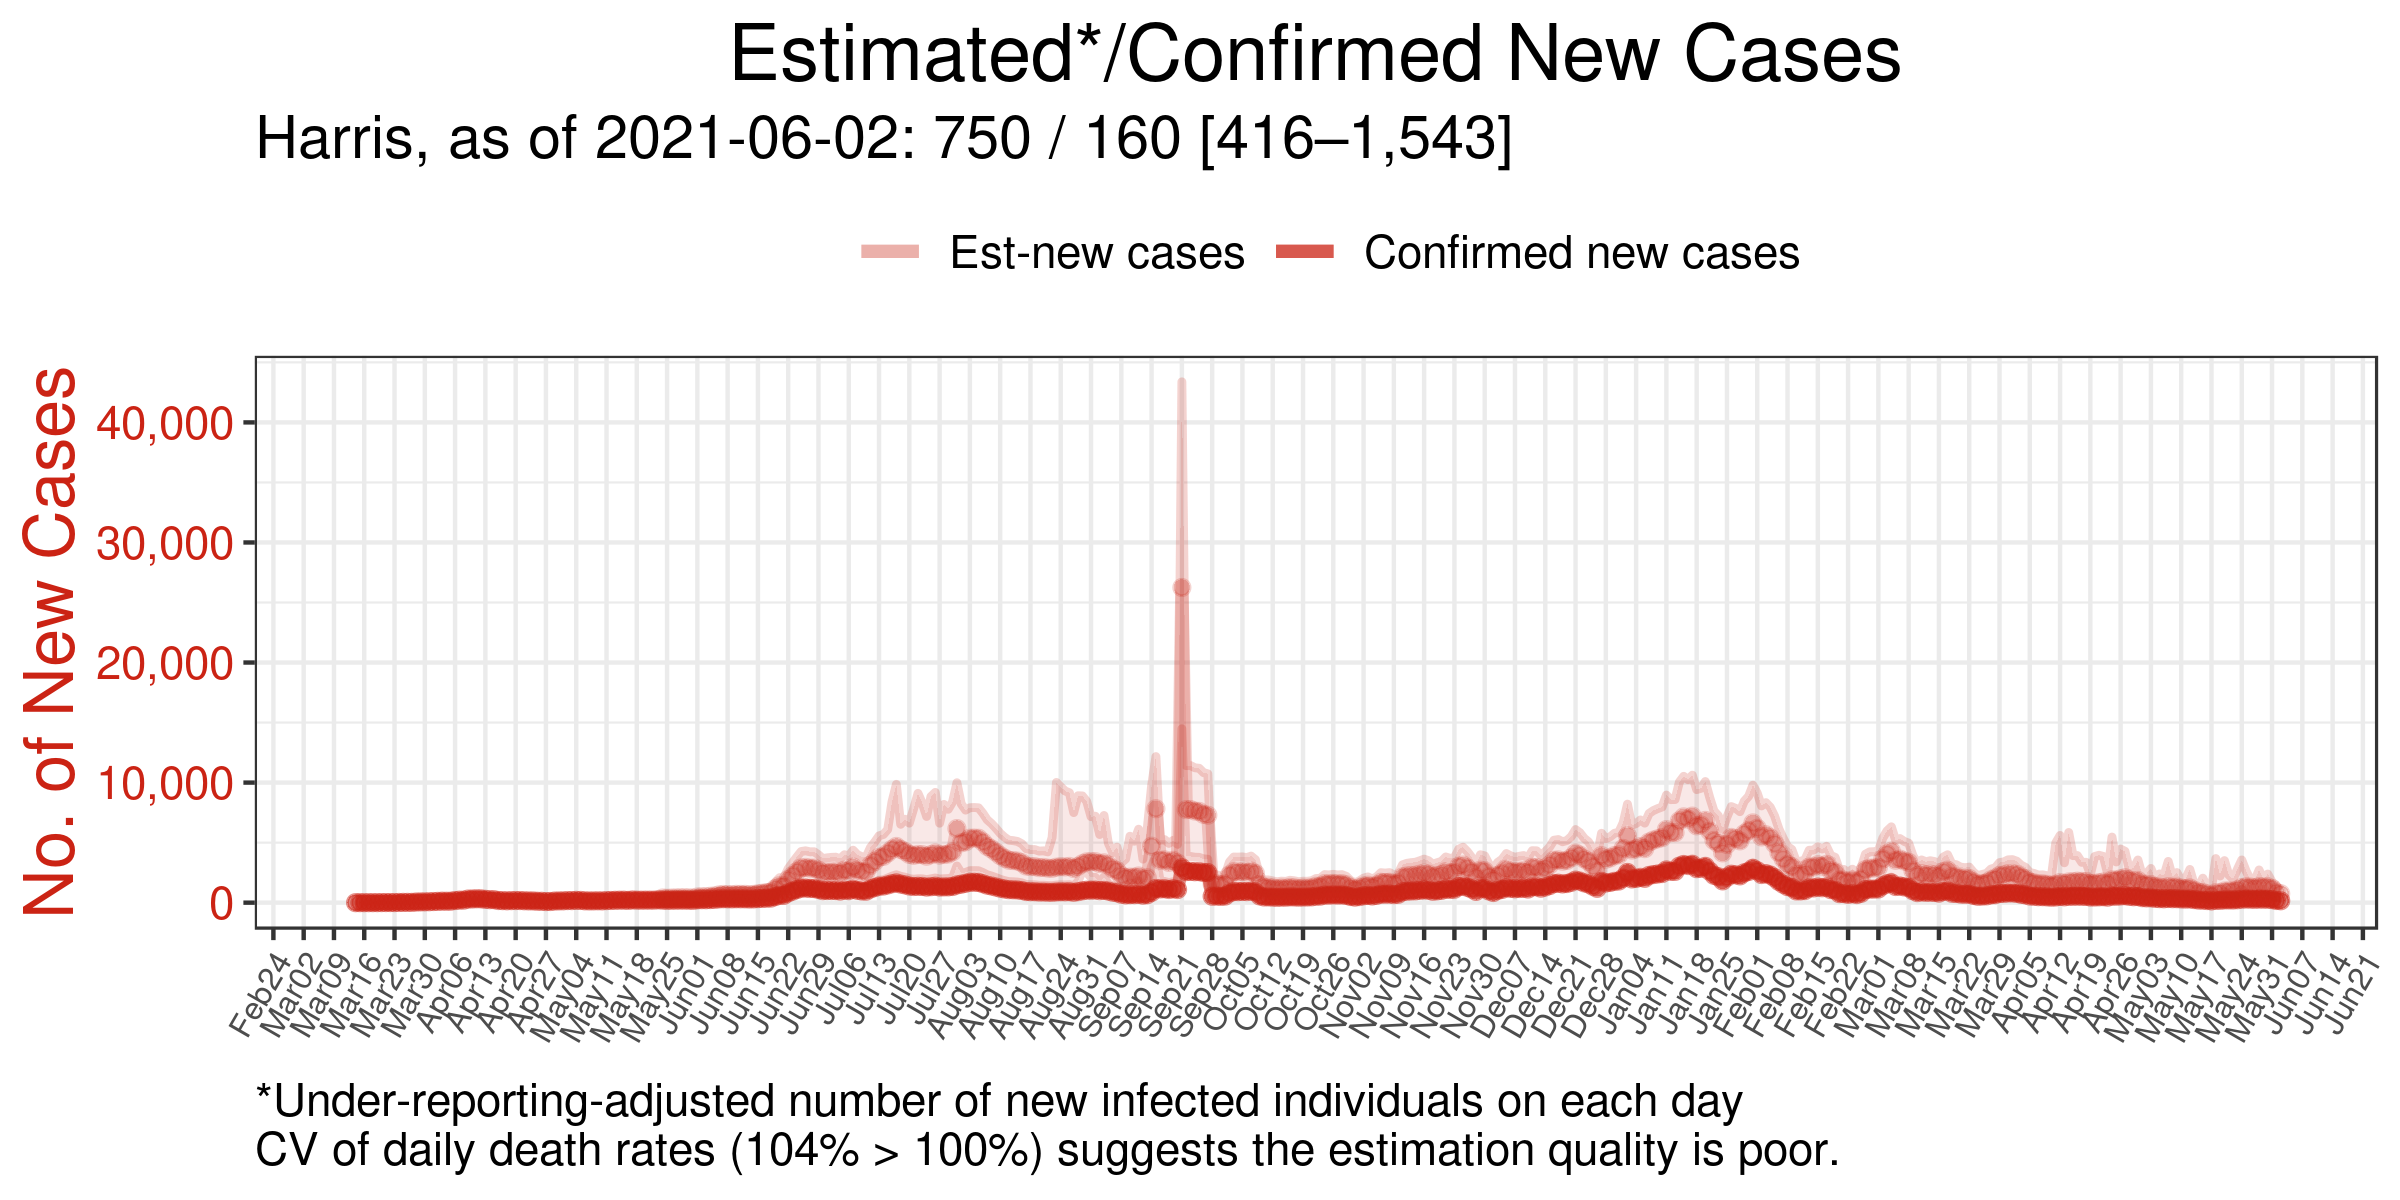 Estimated*/Confirmed New Cases
Harris, as of 2021-06-02: 750 / 160 [416–1,543]
Est-new cases
Confirmed new cases
No. of New Cases
40,000
30,000
20,000
10,000
0
Feb24
Mar02
Mar09
Mar16
Mar23
Mar30
Apr06
Apr13
Apr20
Apr27
May04
May11
May18
May25
Jun01
Jun08
Jun15
Jun22
Jun29
Jul06
Jul13
Jul20
Jul27
Aug03
Aug10
Aug17
Aug24
Aug31
Sep07
Sep14
Sep21
Sep28
Oct05
Oct12
Oct19
Oct26
Nov02
Nov09
Nov16
Nov23
Nov30
Dec07
Dec14
Dec21
Dec28
Jan04
Jan11
Jan18
Jan25
Feb01
Feb08
Feb15
Feb22
Mar01
Mar08
Mar15
Mar22
Mar29
Apr05
Apr12
Apr19
Apr26
May03
May10
May17
May24
May31
Jun07
Jun14
Jun21
*Under-reporting-adjusted number of new infected individuals on each day
CV of daily death rates (104% > 100%) suggests the estimation quality is poor.